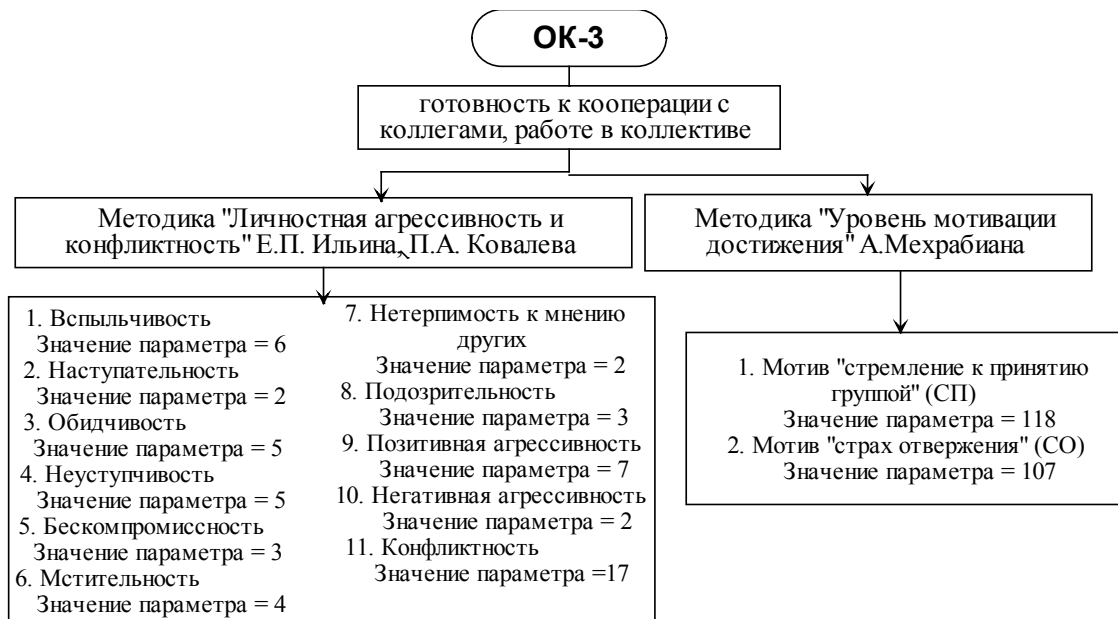 ОК-3
готовность к кооперации с
коллегами, работе в коллективе
Методика "Личностная агрессивность и
конфликтность" Е.П. Ильина, П.А. Ковалева
Методика "Уровень мотивации
достижения" А.Мехрабиана
1. Вспыльчивость
Значение параметра = 6
2. Наступательность
Значение параметра = 2
3. Обидчивость
Значение параметра = 5
4. Неуступчивость
Значение параметра = 5
5. Бескомпромиссность
Значение параметра = 3
6. Мстительность
Значение параметра = 4
7. Нетерпимость к мнению
других
Значение параметра = 2
8. Подозрительность
Значение параметра = 3
9. Позитивная агрессивность
Значение параметра = 7
10. Негативная агрессивность
Значение параметра = 2
11. Конфликтность
Значение параметра =17
1. Мотив "стремление к принятию
группой" (СП)
Значение параметра = 118
2. Мотив "страх отвержения" (СО)
Значение параметра = 107